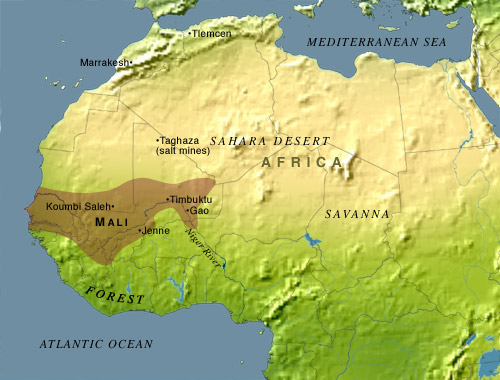 Tlemcen
MEDITERRANEAN SEA
Marrakesh
Taghaza
(salt mines)
SAHARA DESERT
AFRICA
Timbuktu
Koumbi Saleh
Gao
MALI
SAVANNA
Jenne
Niger River
FOREST
ATLANTIC OCEAN